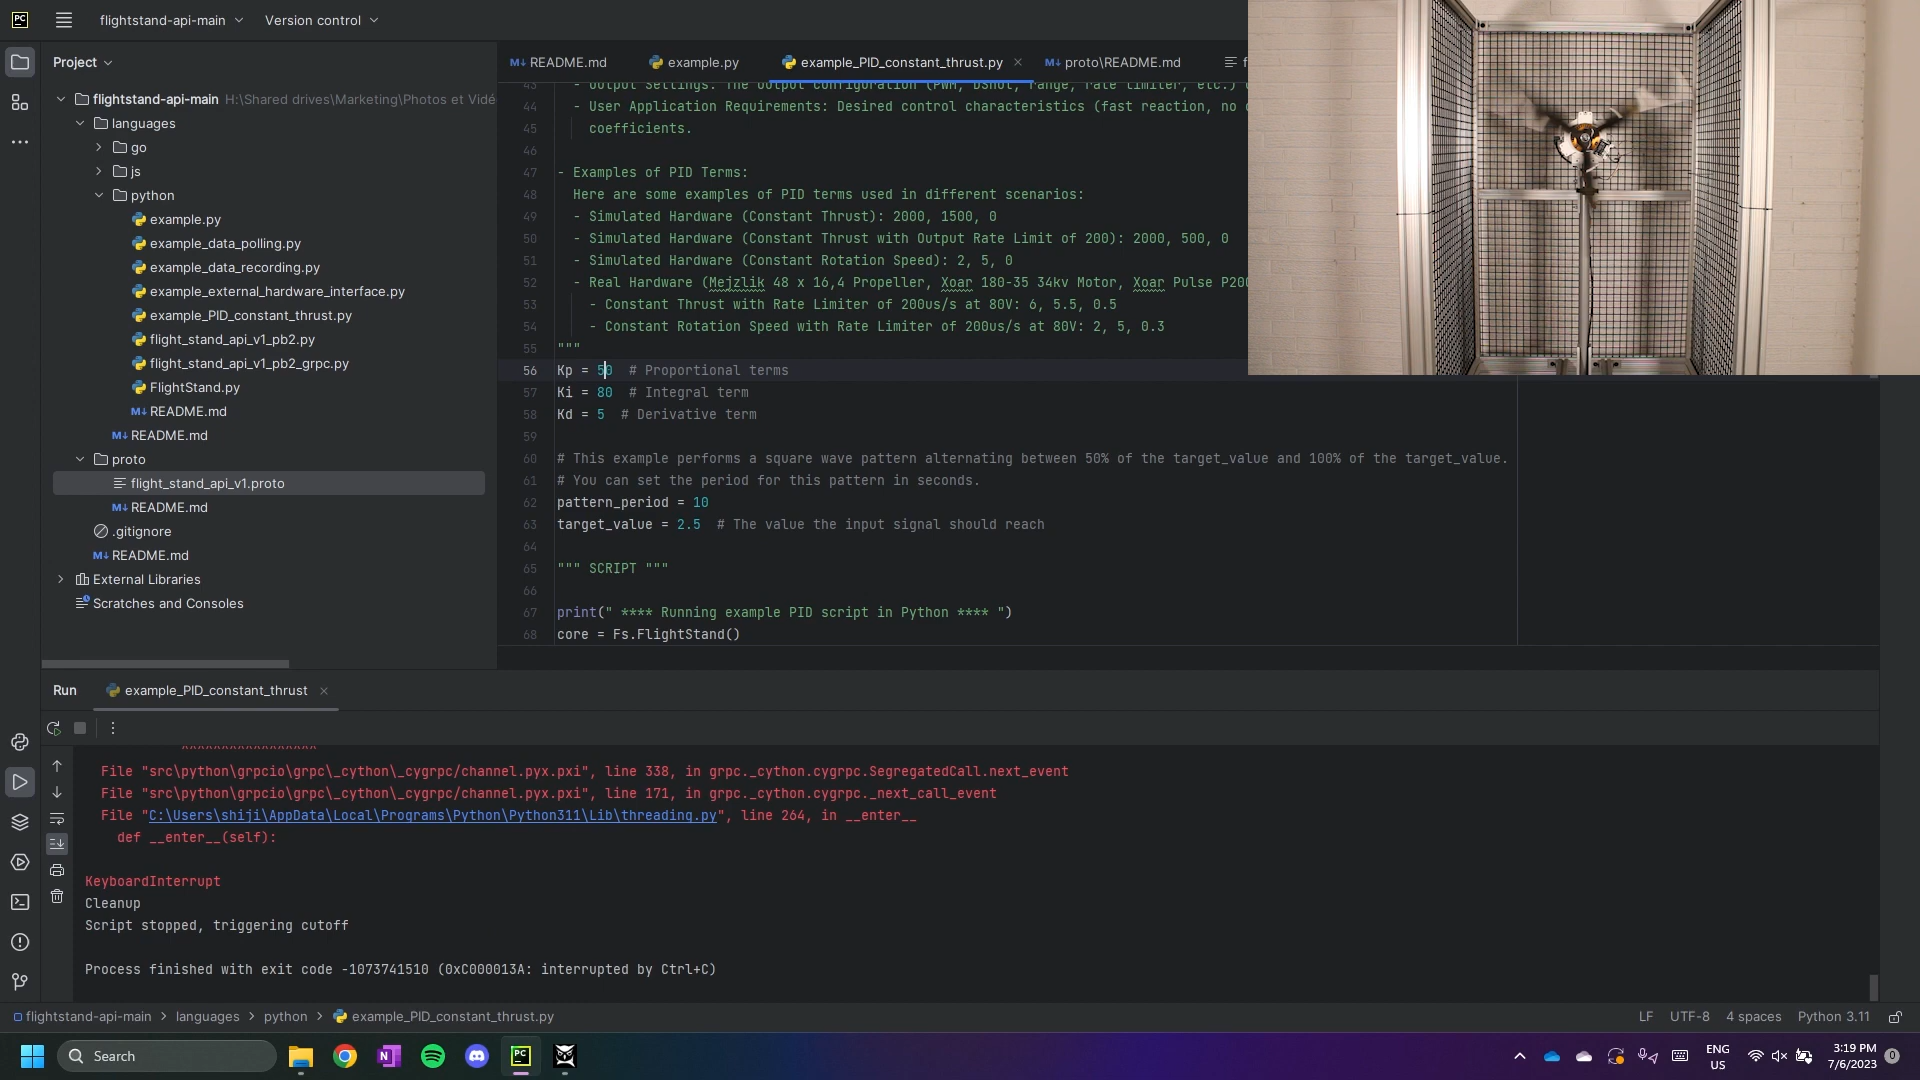 PC flightstand-api-main Version control
Project
README.md example.py example_PID_constant_thrust.py proto\README.md f
flightstand-api-main H:\Shared drives\Marketing\Photos et Vidé
languages
go
js
python
example.py
example_data_polling.py
example_data_recording.py
example_external_hardware_interface.py
example_PID_constant_thrust.py
flight_stand_api_v1_pb2.py
flight_stand_api_v1_pb2_grpc.py
FlightStand.py
README.md
README.md
proto
flight_stand_api_v1.proto
README.md
.gitignore
README.md
External Libraries
Scratches and Consoles
43 - Output Settings: The output configuration (PWM, DShot, range, rate limiter, etc.)
44 - User Application Requirements: Desired control characteristics (fast reaction, no
45 coefficients.
46
47 - Examples of PID Terms:
48 Here are some examples of PID terms used in different scenarios:
49 - Simulated Hardware (Constant Thrust): 2000, 1500, 0
50 - Simulated Hardware (Constant Thrust with Output Rate Limit of 200): 2000, 500, 0
51 - Simulated Hardware (Constant Rotation Speed): 2, 5, 0
52 - Real Hardware (Mejzlik 48 x 16,4 Propeller, Xoar 180-35 34kv Motor, Xoar Pulse P200
53 - Constant Thrust with Rate Limiter of 200us/s at 80V: 6, 5.5, 0.5
54 - Constant Rotation Speed with Rate Limiter of 200us/s at 80V: 2, 5, 0.3
55 """
56 Kp = 50 # Proportional terms
57 Ki = 80 # Integral term
58 Kd = 5 # Derivative term
59
60 # This example performs a square wave pattern alternating between 50% of the target_value and 100% of the target_value.
61 # You can set the period for this pattern in seconds.
62 pattern_period = 10
63 target_value = 2.5 # The value the input signal should reach
64
65 """ SCRIPT """
66
67 print(" **** Running example PID script in Python **** ")
68 core = Fs.FlightStand()
Run example_PID_constant_thrust
^^^^^^^^^^^^^^^^^
File "src\python\grpcio\grpc\_cython\_cygrpc/channel.pyx.pxi", line 338, in grpc._cython.cygrpc.SegregatedCall.next_event
File "src\python\grpcio\grpc\_cython\_cygrpc/channel.pyx.pxi", line 171, in grpc._cython.cygrpc._next_call_event
File "C:\Users\shiji\AppData\Local\Programs\Python\Python311\Lib\threading.py", line 264, in __enter__
def __enter__(self):
KeyboardInterrupt
Cleanup
Script stopped, triggering cutoff
Process finished with exit code -1073741510 (0xC000013A: interrupted by Ctrl+C)
flightstand-api-main > languages > python > example_PID_constant_thrust.py LF UTF-8 4 spaces Python 3.11
Search
ENG
US
3:19 PM
7/6/2023
0